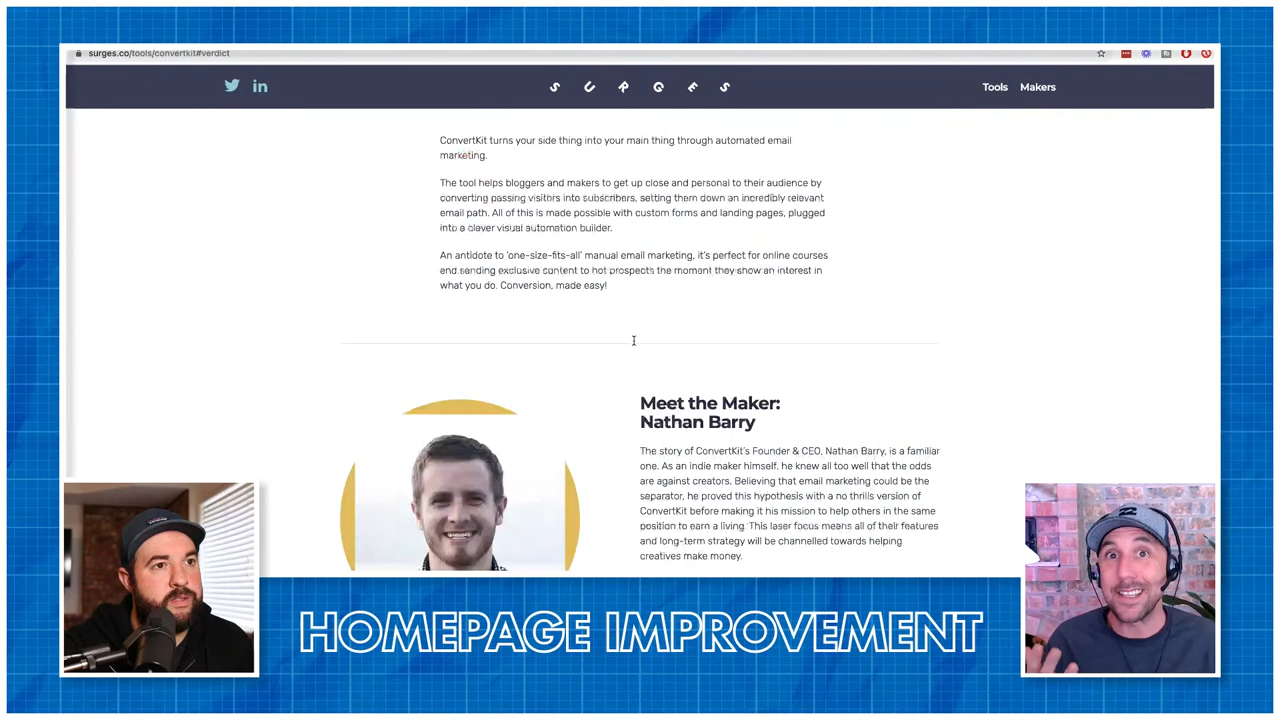 surges.co/tools/convertkit#verdict
SURGES
Tools Makers
ConvertKit turns your side thing into your main thing through automated email
marketing.
The tool helps bloggers and makers to get up close and personal to their audience by
converting passing visitors into subscribers, setting them down an incredibly relevant
email path. All of this is made possible with custom forms and landing pages, plugged
into a clever visual automation builder.
An antidote to 'one-size-fits-all' manual email marketing, it's perfect for online courses
end sending exclusive content to hot prospects the moment they show an interest in
what you do. Conversion, made easy!
Meet the Maker:
Nathan Barry
The story of ConvertKit's Founder & CEO, Nathan Barry, is a familiar
one. As an indie maker himself, he knew all too well that the odds
are against creators. Believing that email marketing could be the
separator, he proved this hypothesis with a no thrills version of
ConvertKit before making it his mission to help others in the same
position to earn a living. This laser focus means all of their features
and long-term strategy will be channelled towards helping
creatives make money.
HOMEPAGE IMPROVEMENT